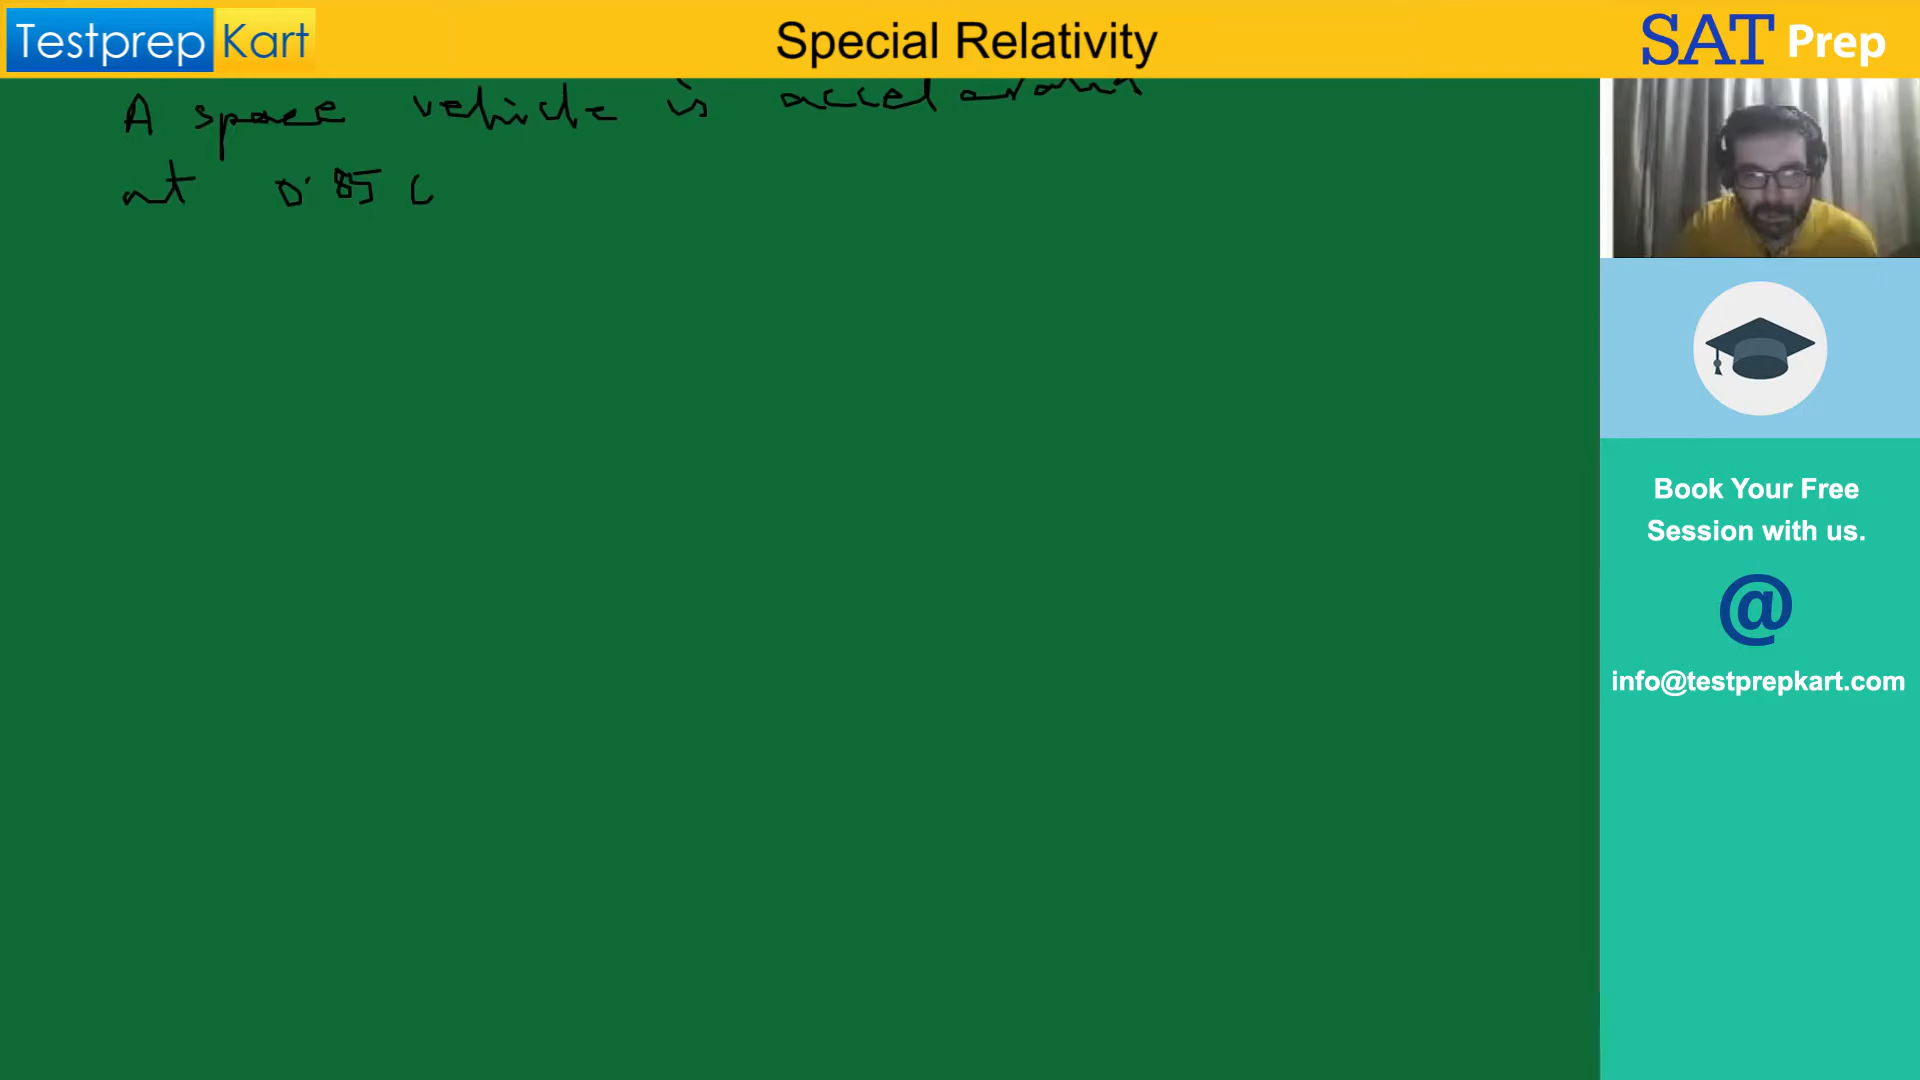 Testprep Kart
Special Relativity
SAT Prep
A space vehicle is
at 0.85 C
Book Your Free
Session with us.
@
info@testprepkart.com